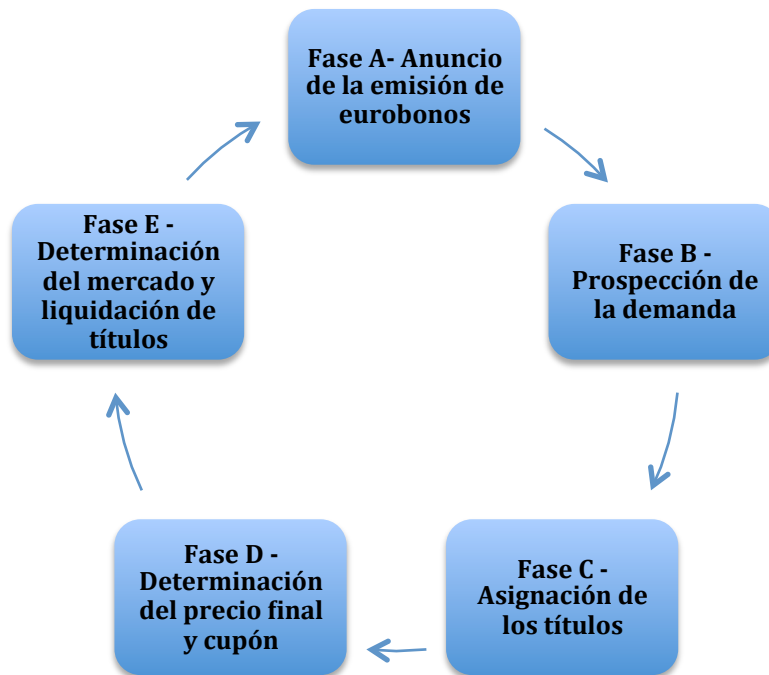 Fase A- Anuncio
de la emisión de
eurobonos
Fase B -
Prospección de
la demanda
Fase C -
Asignación de
los títulos
Fase D -
Determinación
del precio final
y cupón
Fase E -
Determinación
del mercado y
liquidación de
títulos